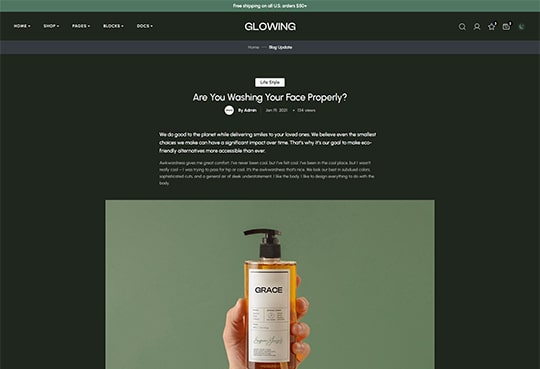 Free shipping on all U.S. orders $50+
HOME SHOP PAGES BLOCKS DOCS
GLOWING
Home — Blog Update
Life Style
Are You Washing Your Face Properly?
By Admin Jan 19, 2021 134 views
We do good to the planet while delivering smiles to your loved ones. We believe even the smallest
choices we make can have a significant impact over time. That's why it's our goal to make eco-
friendly alternatives more accessible than ever.
Awkwardness gives me great comfort. I've never been cool, but I've felt cool. I've been in the cool place, but I wasn't
really cool – I was trying to pass for hip or cool. It's the awkwardness that's nice. We look our best in subdued colors,
sophisticated cuts, and a general air of sleek understatement. I like the body. I like to design everything to do with the
body.
GRACE